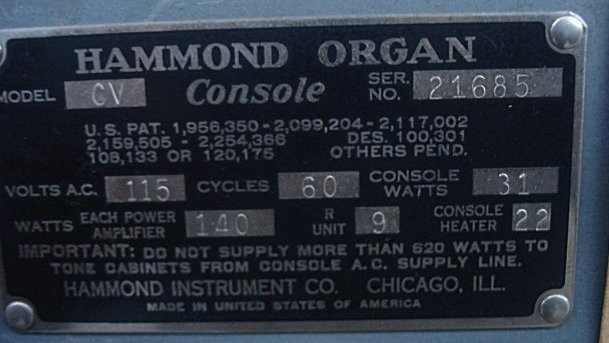 HAMMOND ORGAN
MODEL CV Console SER. NO. 21685
U.S. PAT. 1,956,350-2,099,204-2,117,002
2,159,505 - 2,254,366 DES. 100,301
108,133 OR 120,175 OTHERS PEND.
VOLTS A.C. 115 CYCLES 60 CONSOLE WATTS 31
WATTS EACH POWER AMPLIFIER 140 R UNIT 9 CONSOLE HEATER 22
IMPORTANT: DO NOT SUPPLY MORE THAN 620 WATTS TO
TONE CABINETS FROM CONSOLE A.C. SUPPLY LINE.
HAMMOND INSTRUMENT CO. CHICAGO, ILL.
MADE IN UNITED STATES OF AMERICA